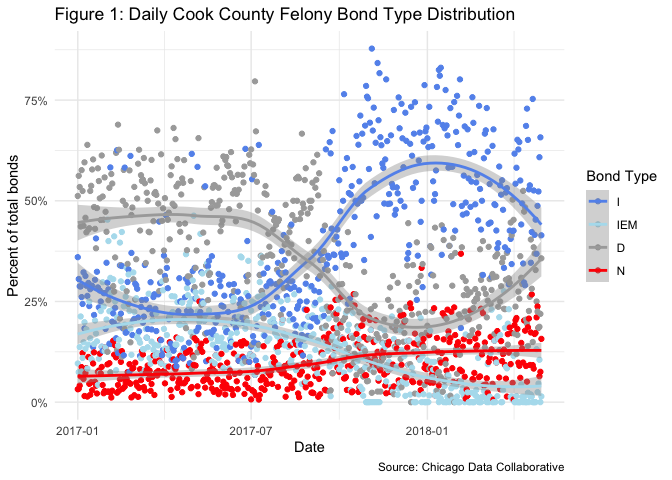 Figure 1: Daily Cook County Felony Bond Type Distribution
75%
50%
25%
0%
Percent of total bonds
2017-01
2017-07
2018-01
Date
Bond Type
I
IEM
D
N
Source: Chicago Data Collaborative